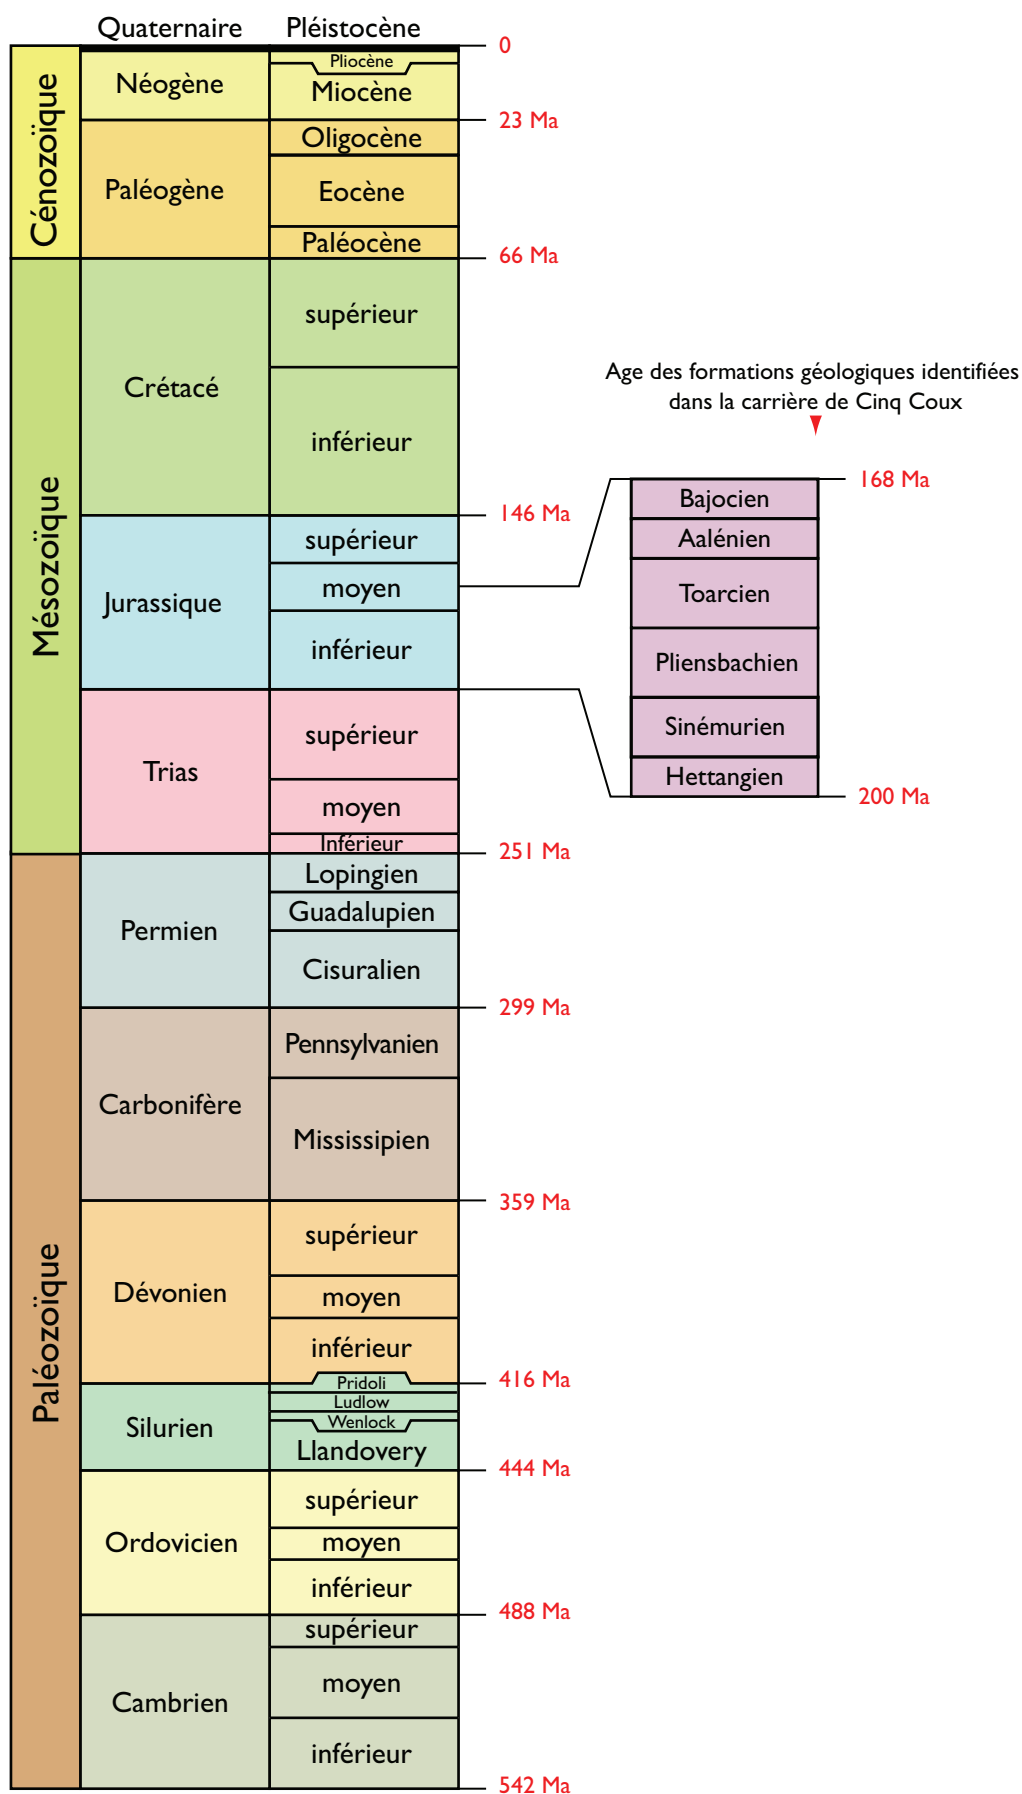 Quaternaire Pléistocène
0
Cénozoïque
Néogène
Pliocène
Miocène
23 Ma
Paléogène
Oligocène
Eocène
Paléocène
66 Ma
Mésozoïque
Crétacé
supérieur
inférieur
146 Ma
Jurassique
supérieur
moyen
inférieur
Trias
supérieur
moyen
Inférieur
251 Ma
Paléozoïque
Permien
Lopingien
Guadalupien
Cisuralien
299 Ma
Carbonifère
Pennsylvanien
Mississipien
359 Ma
Dévonien
supérieur
moyen
inférieur
416 Ma
Silurien
Pridoli
Ludlow
Wenlock
Llandovery
444 Ma
Ordovicien
supérieur
moyen
inférieur
488 Ma
Cambrien
supérieur
moyen
inférieur
542 Ma
Age des formations géologiques identifiées
dans la carrière de Cinq Coux
168 Ma
Bajocien
Aalénien
Toarcien
Pliensbachien
Sinémurien
Hettangien
200 Ma